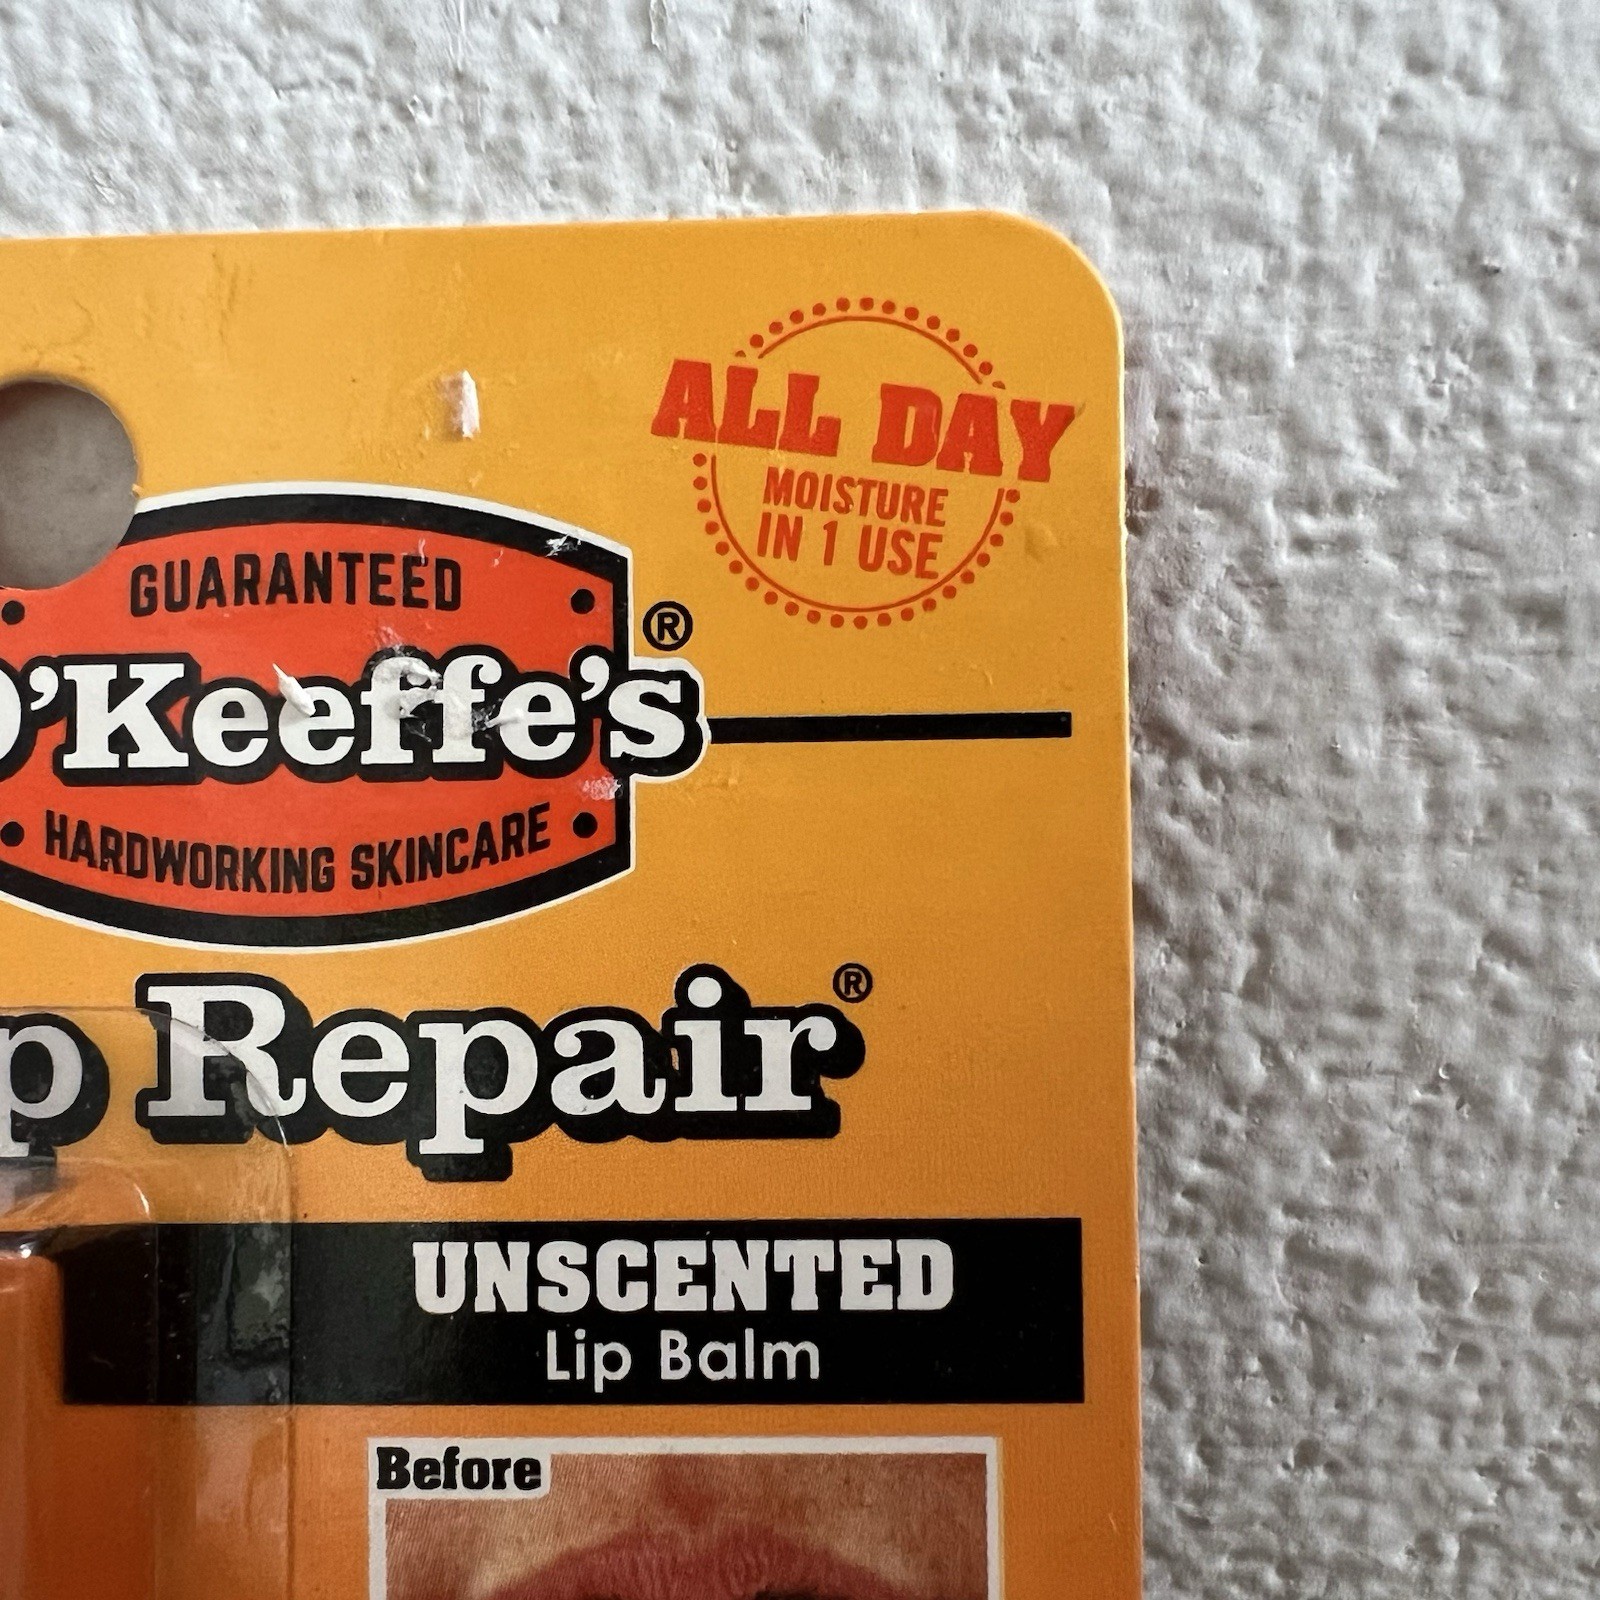 ALL DAY
MOISTURE
IN 1 USE
GUARANTEED
O'Keeffe's®
HARDWORKING SKINCARE
p Repair®
UNSCENTED
Lip Balm
Before